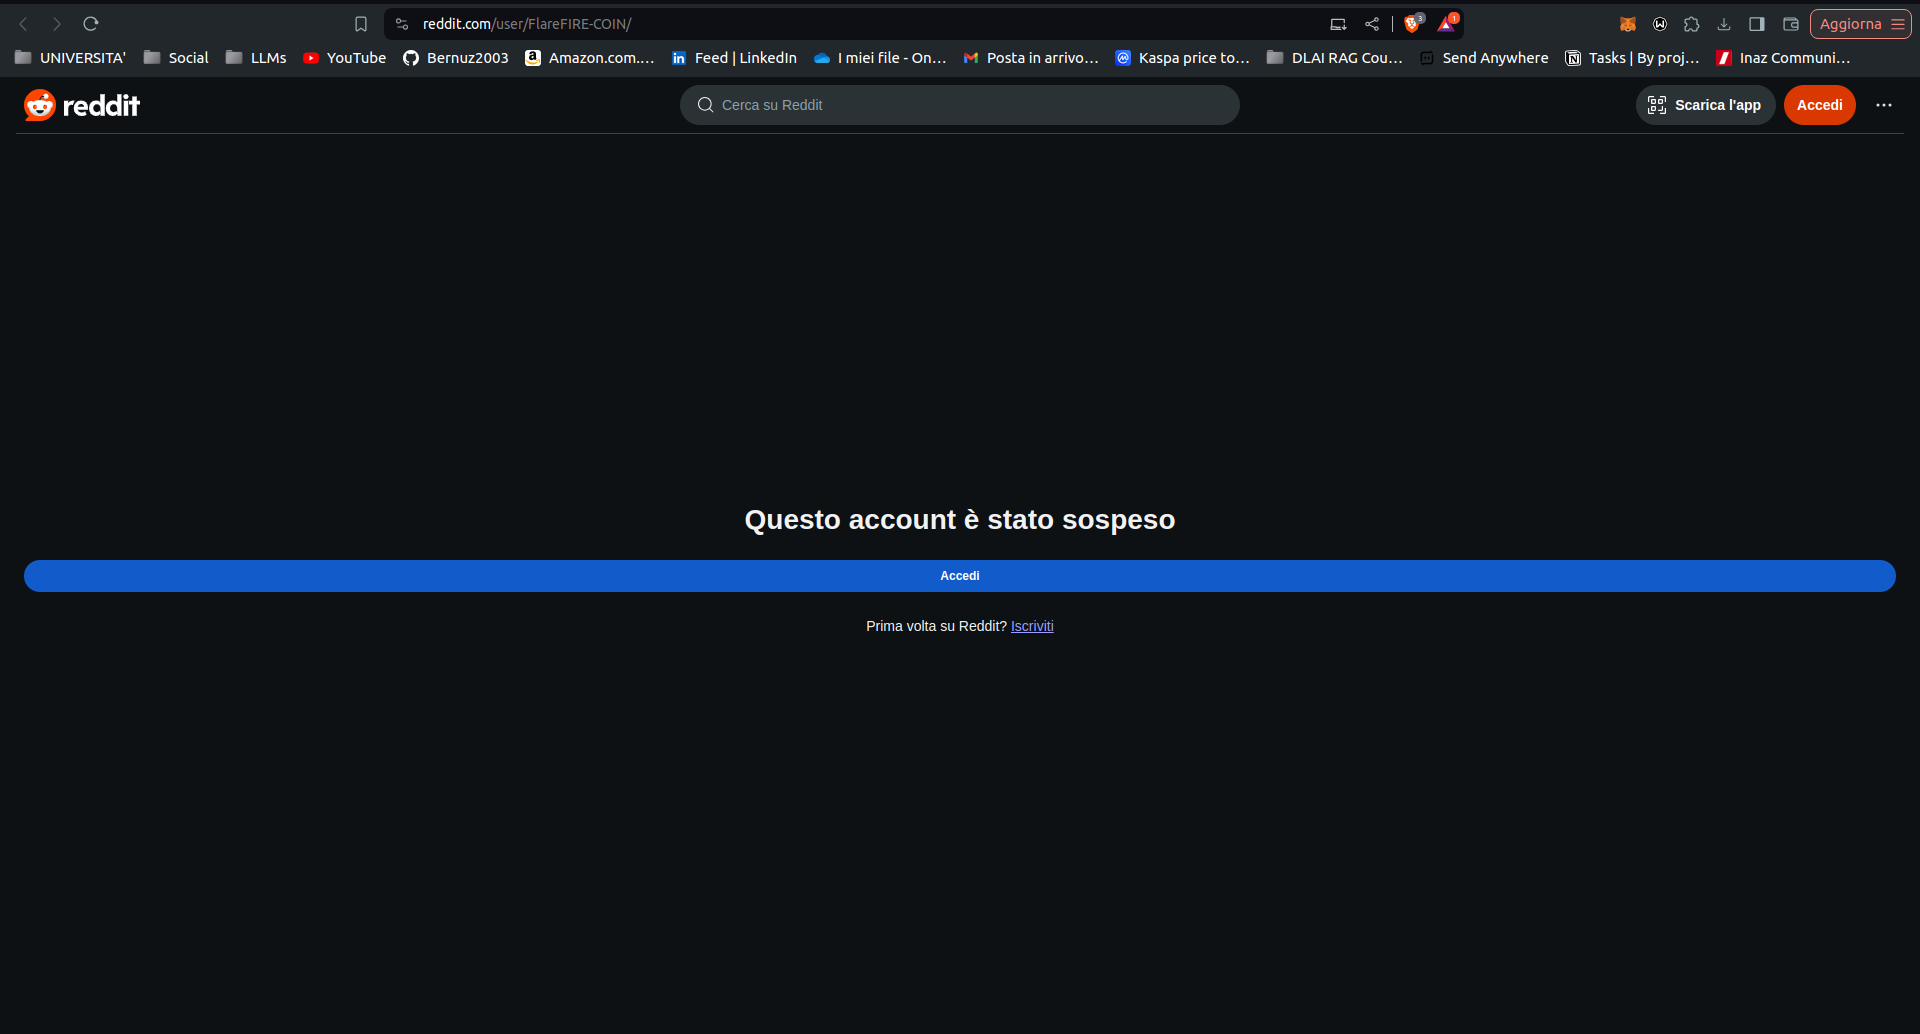 reddit.com/user/FlareFIRE-COIN/
3
1
Aggiorna
UNIVERSITA'
Social
LLMs
YouTube
Bernuz2003
Amazon.com....
Feed | LinkedIn
I miei file - On...
Posta in arrivo...
Kaspa price to...
DLAI RAG Cou...
Send Anywhere
Tasks | By proj...
Inaz Communi...
reddit
Cerca su Reddit
Scarica l'app
Accedi
Questo account è stato sospeso
Accedi
Prima volta su Reddit? Iscriviti